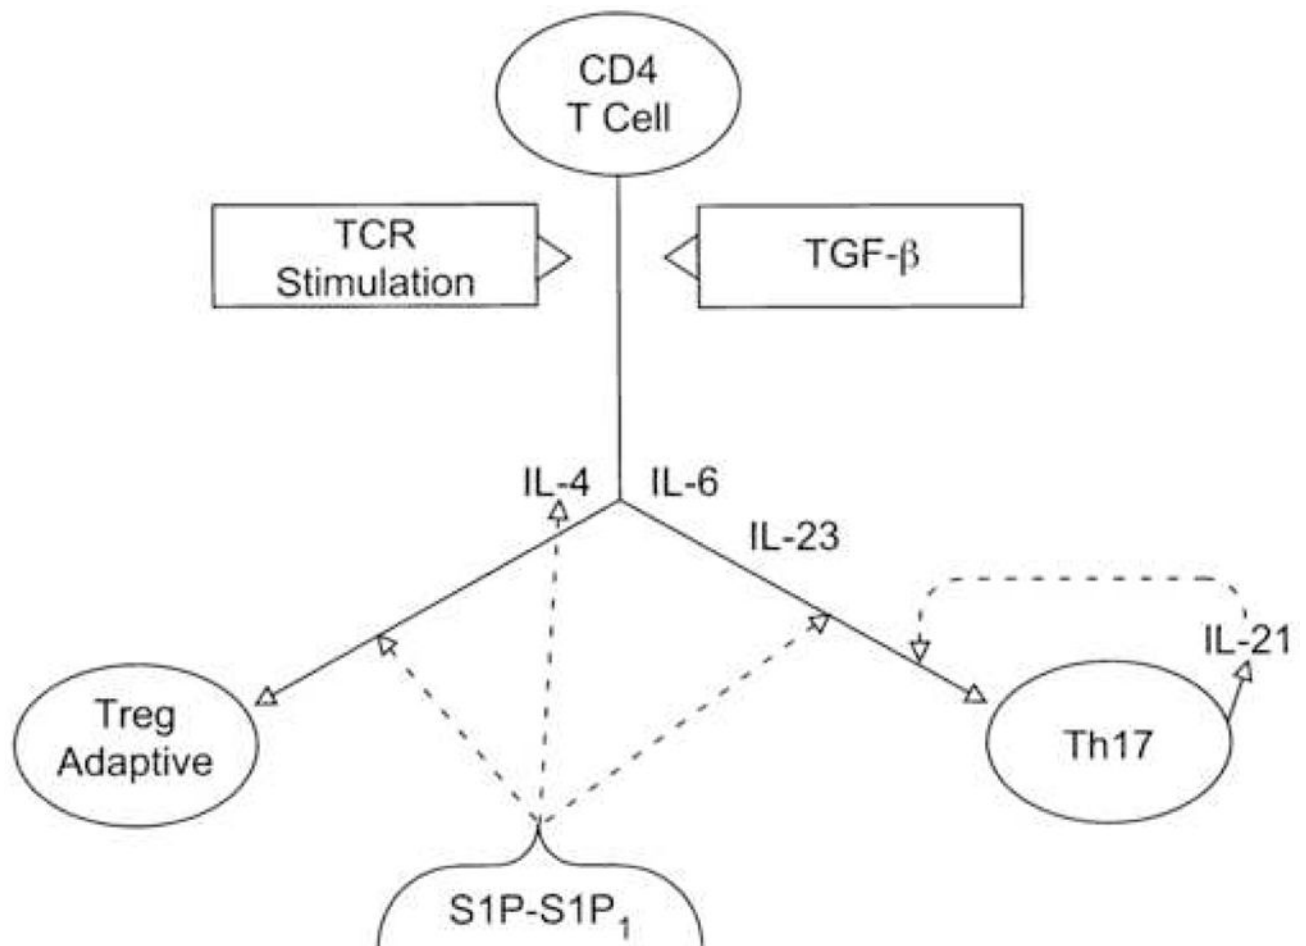 CD4
T Cell
TCR
Stimulation
TGF-β
IL-4
IL-6
IL-23
IL-21
Treg
Adaptive
Th17
S1P-S1P₁